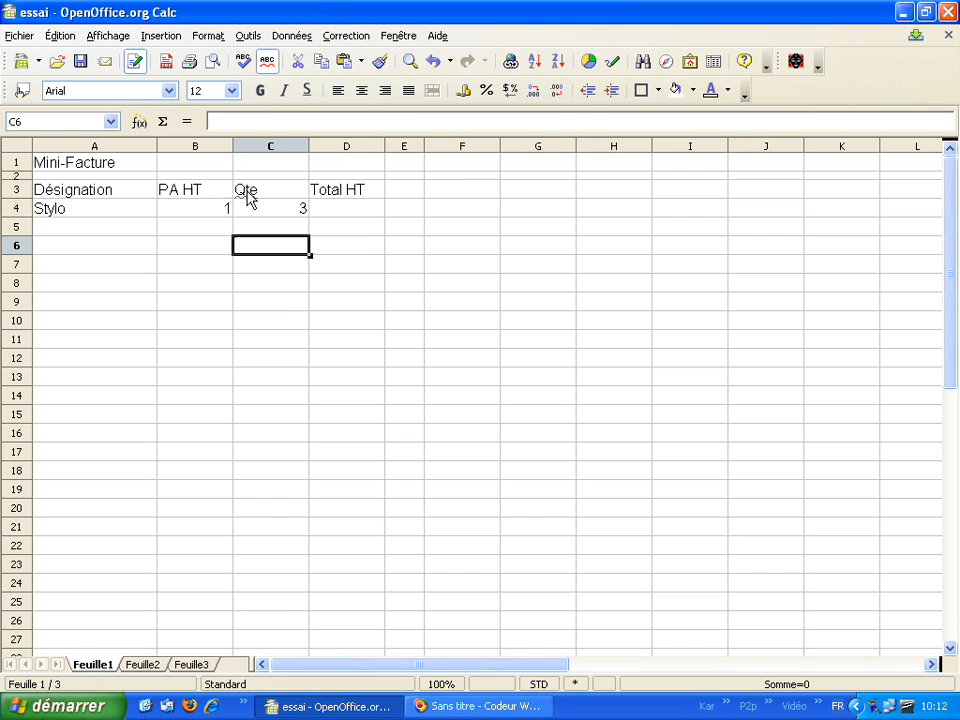 essai - OpenOffice.org Calc
Fichier Édition Affichage Insertion Format Outils Données Correction Fenêtre Aide
Arial 12 G I S
C6 f(x) Σ =
A B C D E F G H I J K L
1 Mini-Facture
2
3 Désignation PA HT Qte Total HT
4 Stylo 1 3
5
6
7
8
9
10
11
12
13
14
15
16
17
18
19
20
21
22
23
24
25
26
27
Feuille1 Feuille2 Feuille3
Feuille 1 / 3 Standard 100% STD * Somme=0
démarrer essai - OpenOffice.or... Sans titre - Codeur W... Kar P2p Vidéo FR 10:12